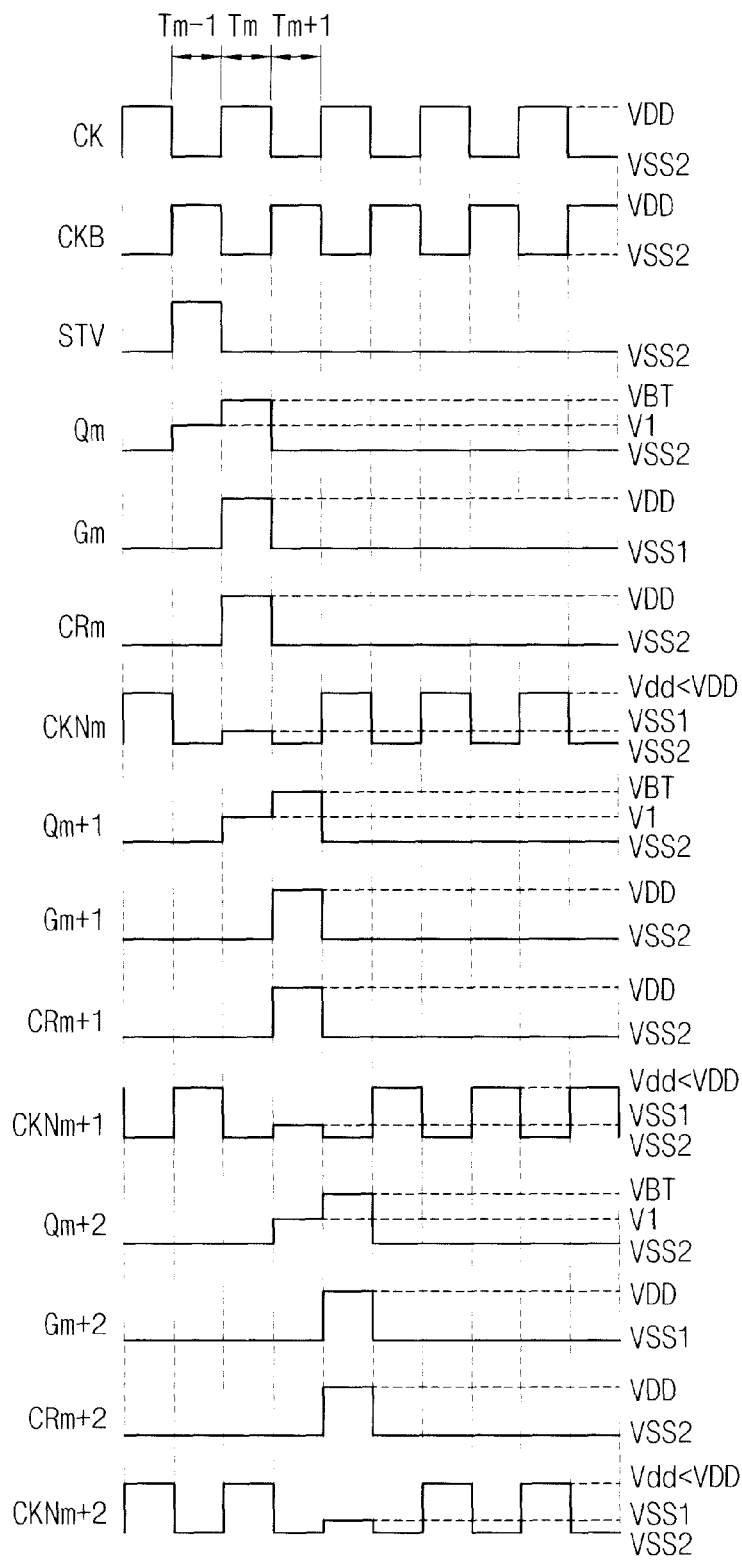 Tm-1 Tm Tm+1
CK VDD
VSS2
CKB VDD
VSS2
STV
VSS2
Qm VBT
V1
VSS2
Gm VDD
VSS1
CRm VDD
VSS2
CKNm Vdd<VDD
VSS1
VSS2
Qm+1 VBT
V1
VSS2
Gm+1 VDD
VSS2
CRm+1 VDD
VSS2
CKNm+1 Vdd<VDD
VSS1
VSS2
Qm+2 VBT
V1
VSS2
Gm+2 VDD
VSS1
CRm+2 VDD
VSS2
CKNm+2 Vdd<VDD
VSS1
VSS2